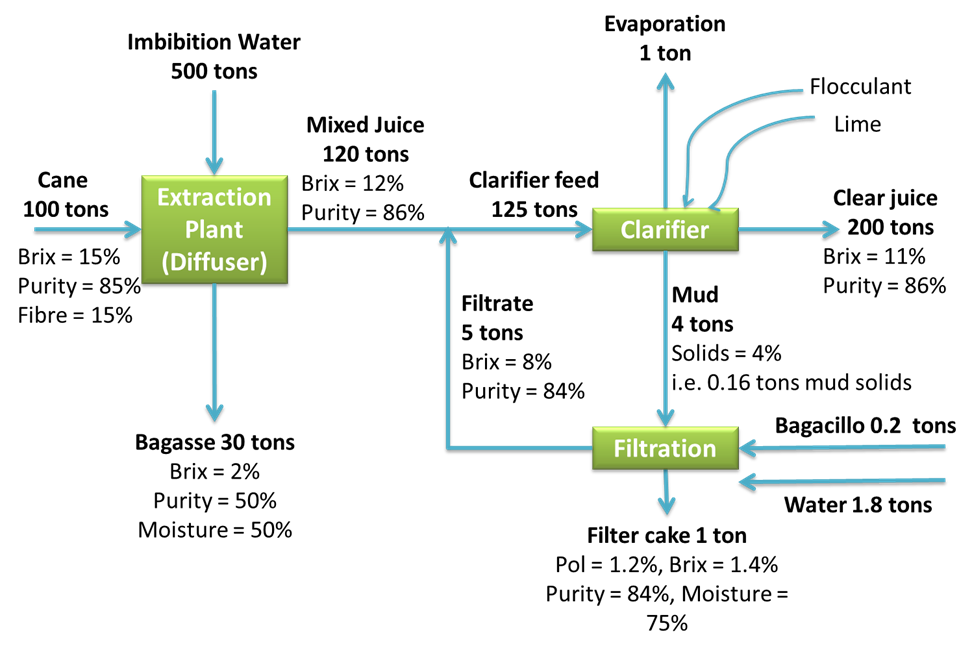 Imbibition Water
500 tons
Evaporation
1 ton
Flocculant
Lime
Mixed Juice
120 tons
Brix = 12%
Purity = 86%
Cane
100 tons
Brix = 15%
Purity = 85%
Fibre = 15%
Extraction
Plant
(Diffuser)
Clarifier feed
125 tons
Clarifier
Clear juice
200 tons
Brix = 11%
Purity = 86%
Filtrate
5 tons
Brix = 8%
Purity = 84%
Mud
4 tons
Solids = 4%
i.e. 0.16 tons mud solids
Bagasse 30 tons
Brix = 2%
Purity = 50%
Moisture = 50%
Filtration
Bagacillo 0.2 tons
Water 1.8 tons
Filter cake 1 ton
Pol = 1.2%, Brix = 1.4%
Purity = 84%, Moisture =
75%